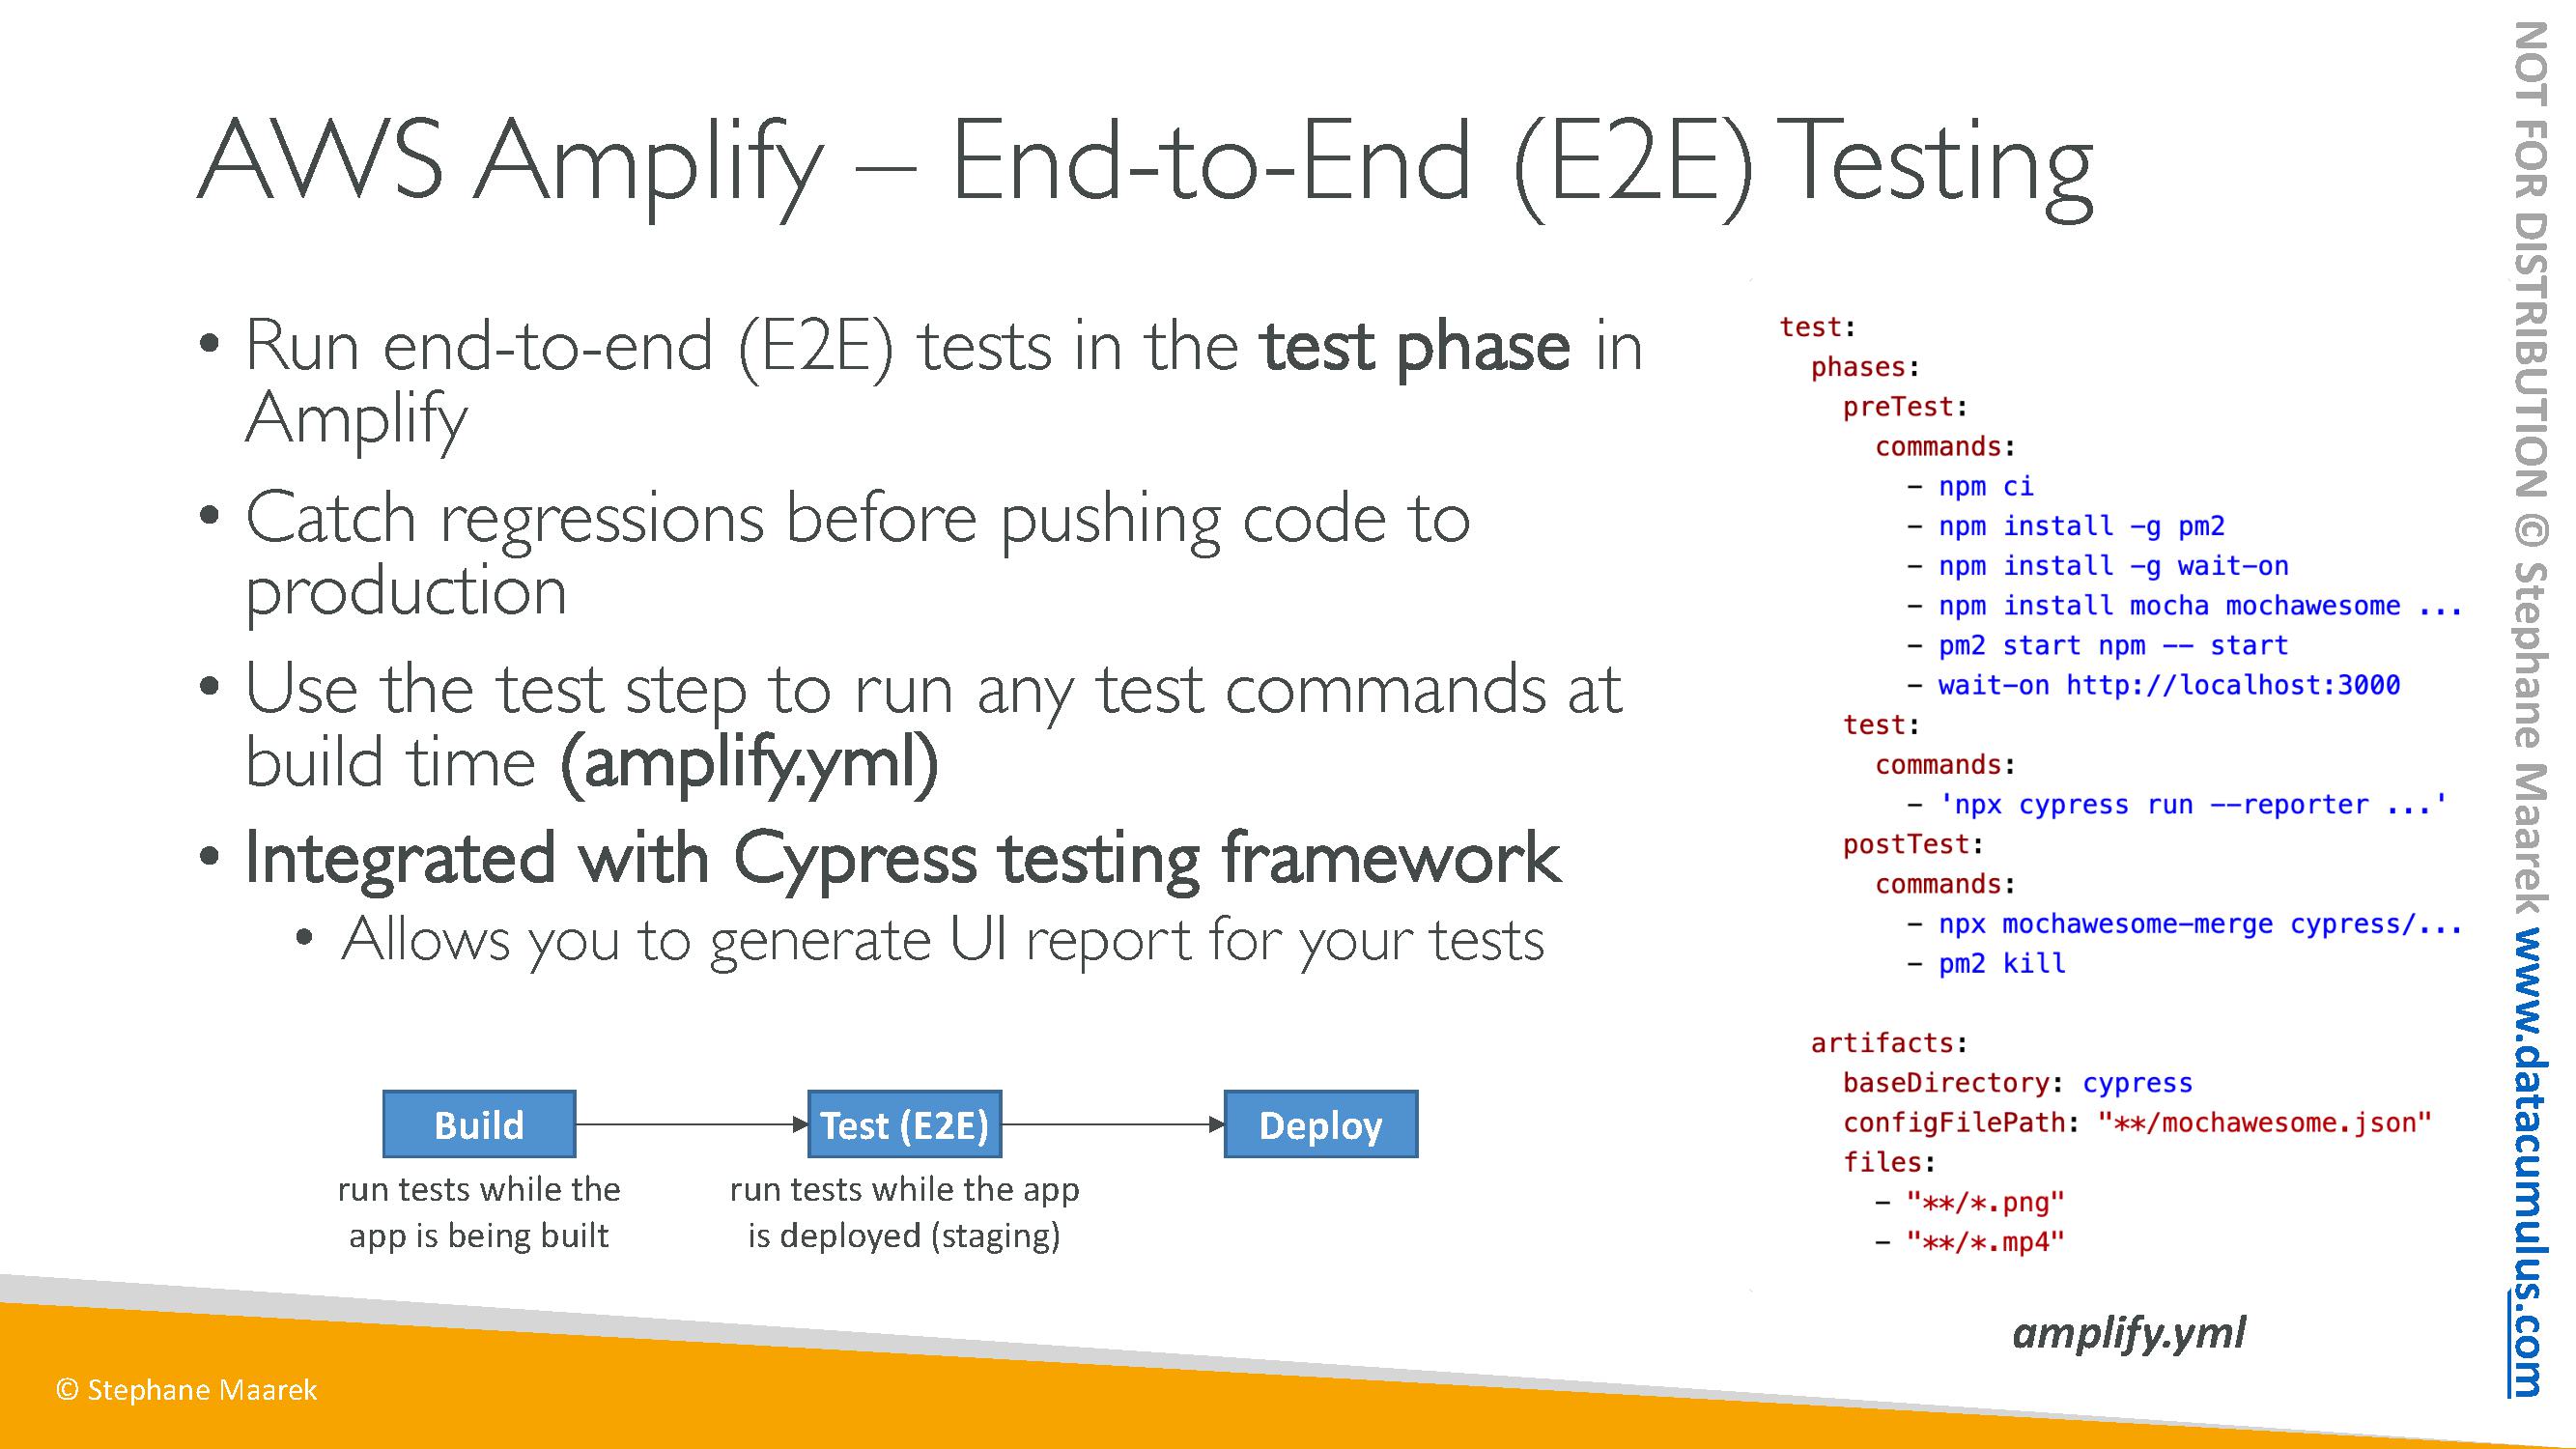 AWS Amplify – End-to-End (E2E) Testing
• Run end-to-end (E2E) tests in the test phase in
Amplify
• Catch regressions before pushing code to
production
• Use the test step to run any test commands at
build time (amplify.yml)
• Integrated with Cypress testing framework
• Allows you to generate UI report for your tests
Build
Test (E2E)
Deploy
run tests while the
app is being built
run tests while the app
is deployed (staging)
test:
phases:
preTest:
commands:
- npm ci
- npm install -g pm2
- npm install -g wait-on
- npm install mocha mochawesome ...
- pm2 start npm -- start
- wait-on http://localhost:3000
test:
commands:
- 'npx cypress run --reporter ...'
postTest:
commands:
- npx mochawesome-merge cypress/...
- pm2 kill
artifacts:
baseDirectory: cypress
configFilePath: "**/mochawesome.json"
files:
- "**/*.png"
- "**/*.mp4"
amplify.yml
© Stephane Maarek
NOT FOR DISTRIBUTION © Stephane Maarek www.datacumulus.com